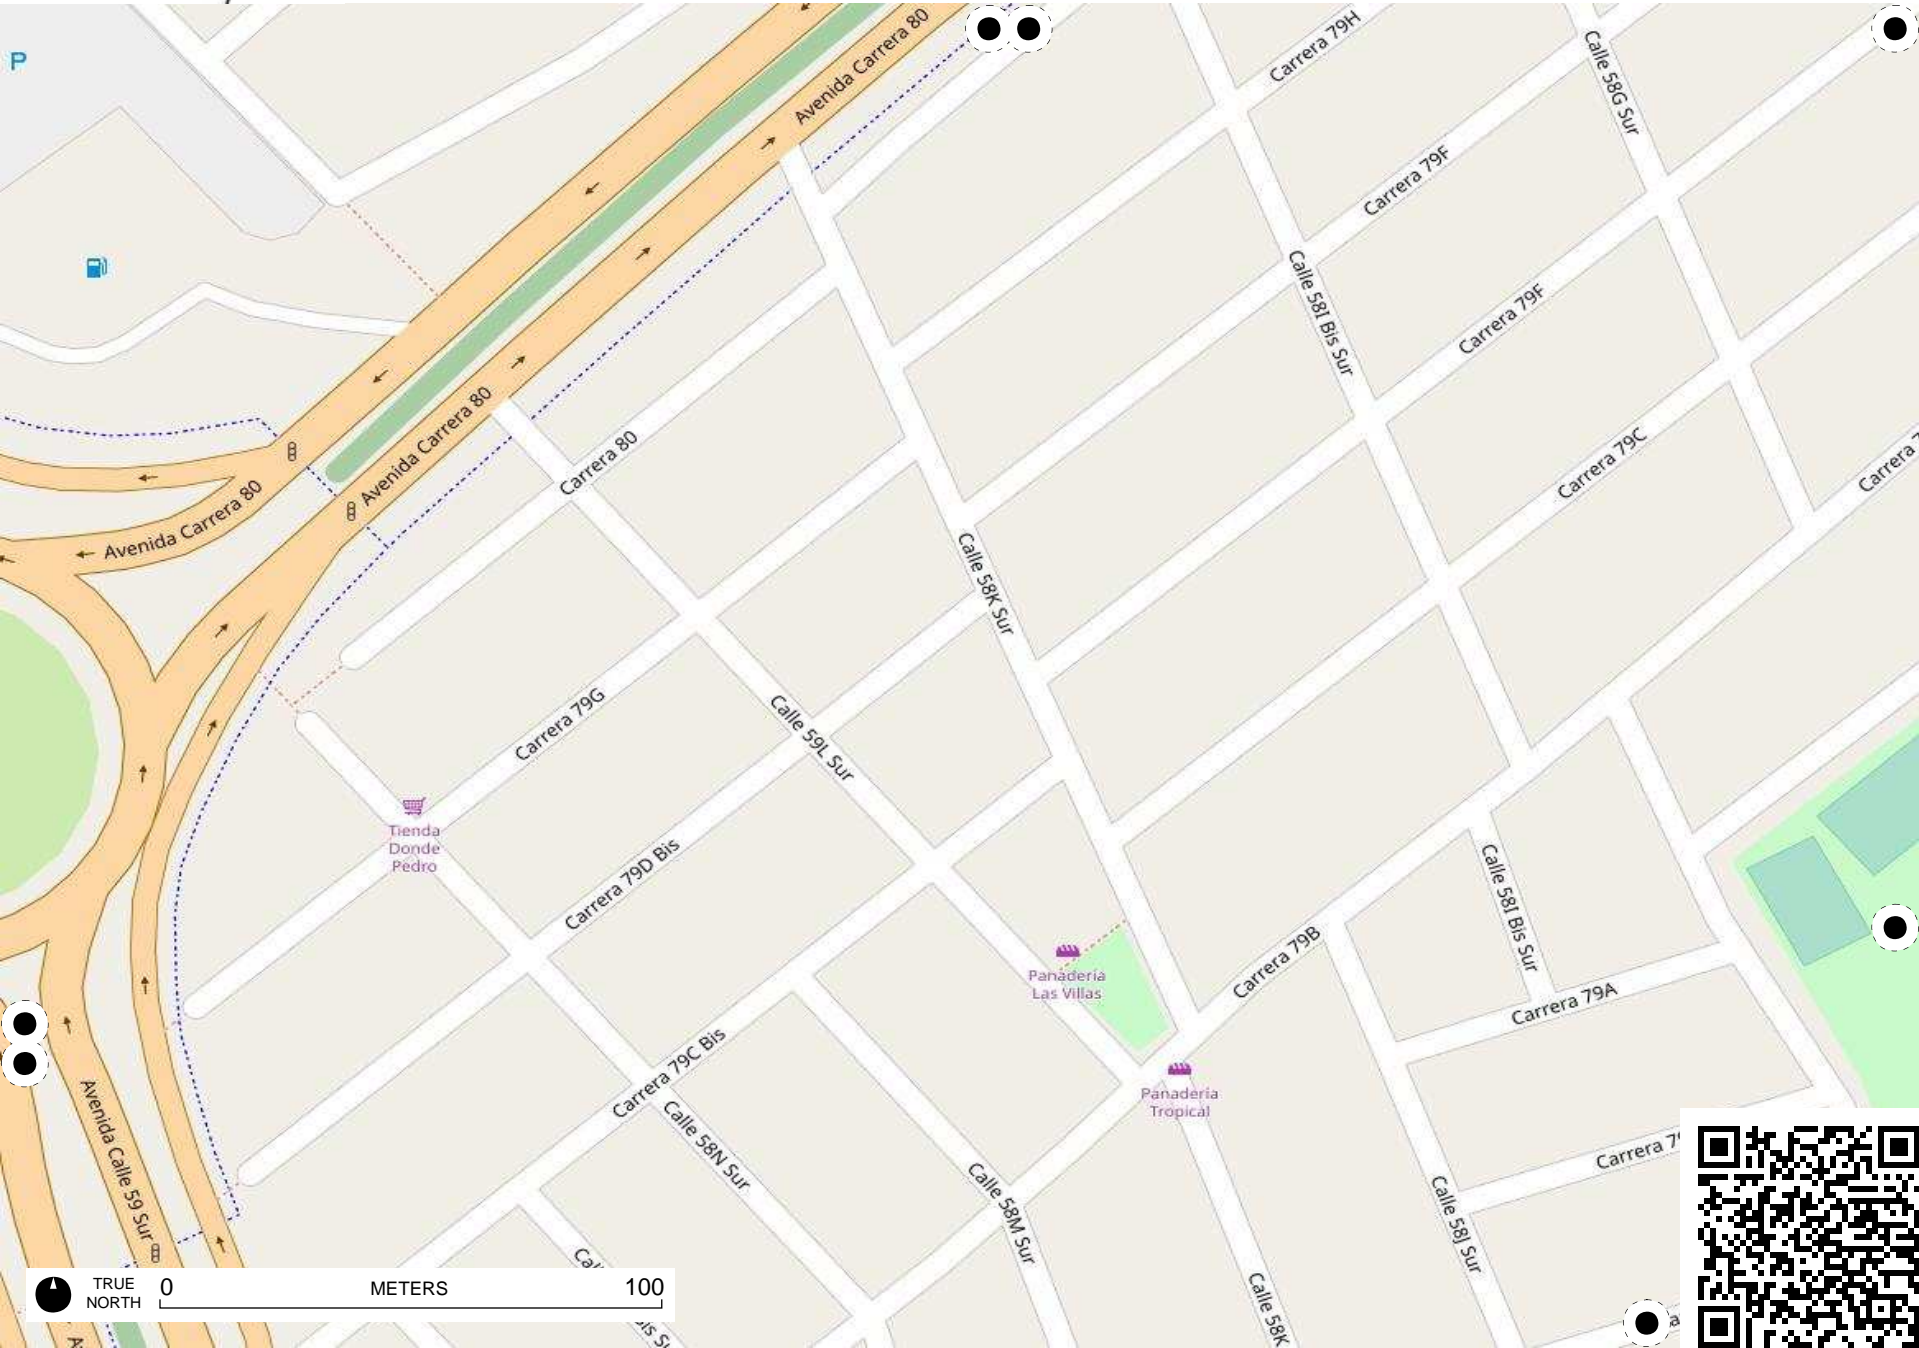 P
Avenida Carrera 80
Carrera 79H
Calle 58G Sur
Carrera 79F
Calle 58I Bis Sur
Carrera 79F
Avenida Carrera 80
Carrera 80
Carrera 79C
Carrera
Avenida Carrera 80
Calle 58K Sur
Carrera 79G
Calle 59L Sur
Tienda
Donde
Pedro
Carrera 79D Bis
Calle 58I Bis Sur
Carrera 79B
Panadería
Las Villas
Carrera 79A
Carrera 79C Bis
Panadería
Tropical
Avenida Calle 59 Sur
Calle 58N Sur
Calle 58M Sur
Carrera
Calle 58J Sur
Calle 58K
TRUE
NORTH
0 METERS 100